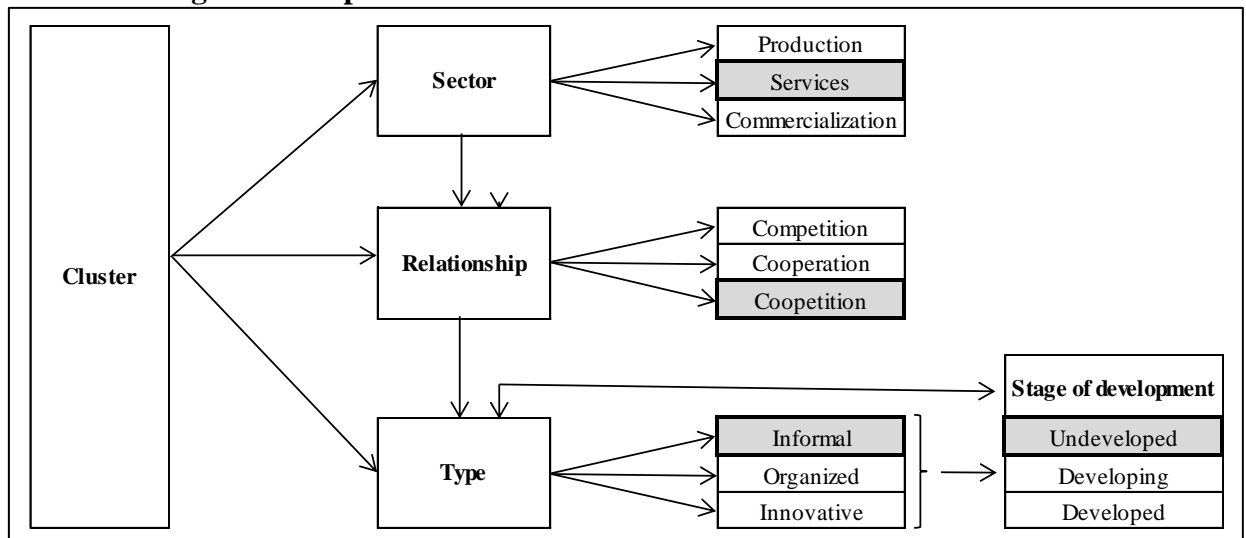 Sector
Production
Services
Commercialization
Cluster
Relationship
Competition
Cooperation
Coopetition
Type
Informal
Organized
Innovative
Stage of development
Undeveloped
Developing
Developed